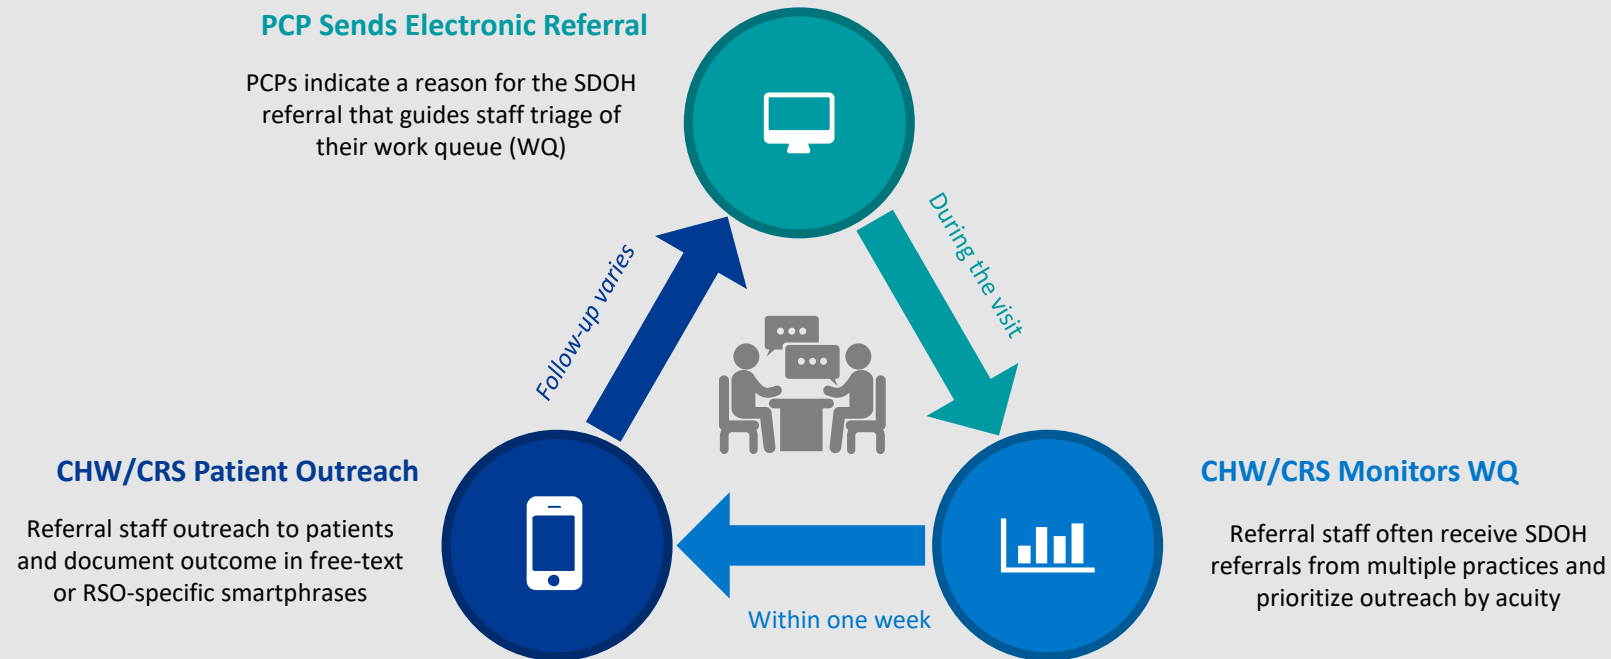 PCP Sends Electronic Referral
PCPs indicate a reason for the SDOH
referral that guides staff triage of
their work queue (WQ)
During the visit
Follow-up varies
CHW/CRS Patient Outreach
Referral staff outreach to patients
and document outcome in free-text
or RSO-specific smartphrases
Within one week
CHW/CRS Monitors WQ
Referral staff often receive SDOH
referrals from multiple practices and
prioritize outreach by acuity